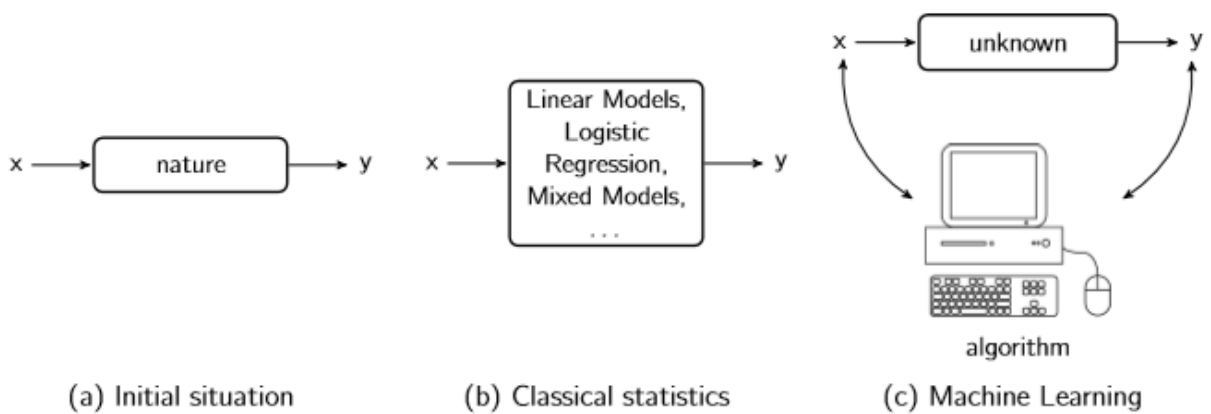 x
nature
y
(a) Initial situation
x
Linear Models,
Logistic
Regression,
Mixed Models,
...
y
(b) Classical statistics
x
unknown
y
algorithm
(c) Machine Learning